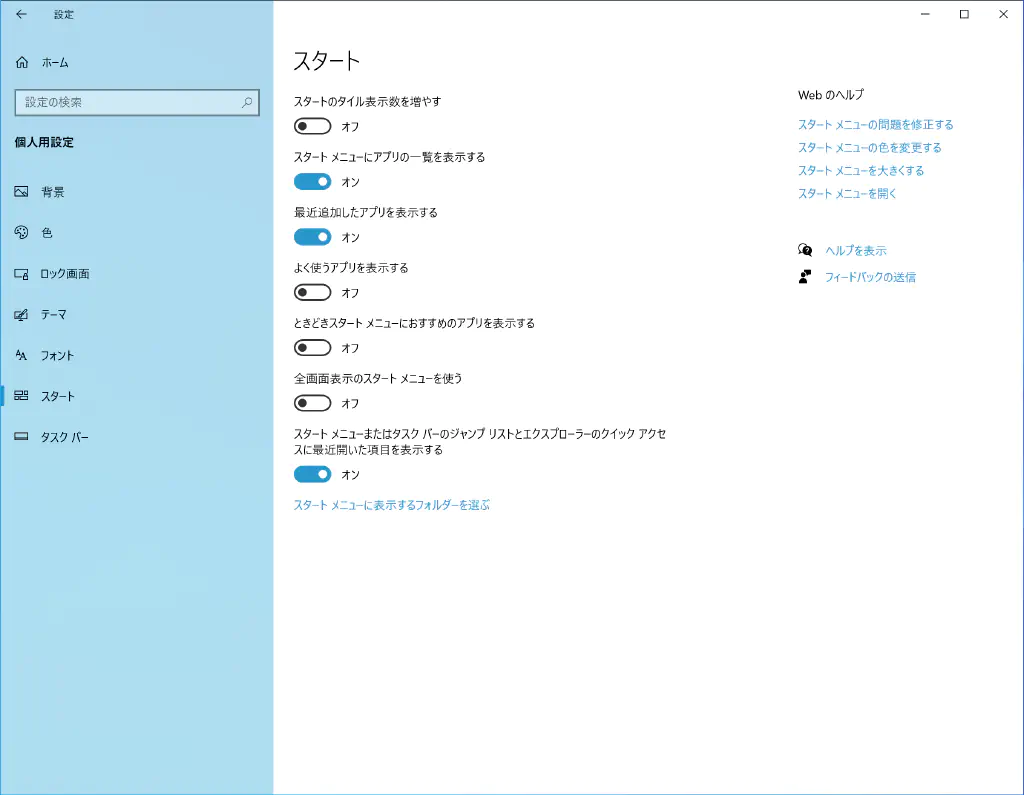 設定
ホーム
設定の検索
個人用設定
背景
色
ロック画面
テーマ
フォント
スタート
タスク バー
スタート
スタートのタイル表示数を増やす
オフ
スタート メニューにアプリの一覧を表示する
オン
最近追加したアプリを表示する
オン
よく使うアプリを表示する
オフ
ときどきスタート メニューにおすすめのアプリを表示する
オフ
全画面表示のスタート メニューを使う
オフ
スタート メニューまたはタスク バーのジャンプ リストとエクスプローラーのクイック アクセ
スに最近開いた項目を表示する
オン
スタート メニューに表示するフォルダーを選ぶ
Web のヘルプ
スタート メニューの問題を修正する
スタート メニューの色を変更する
スタート メニューを大きくする
スタート メニューを開く
ヘルプを表示
フィードバックの送信